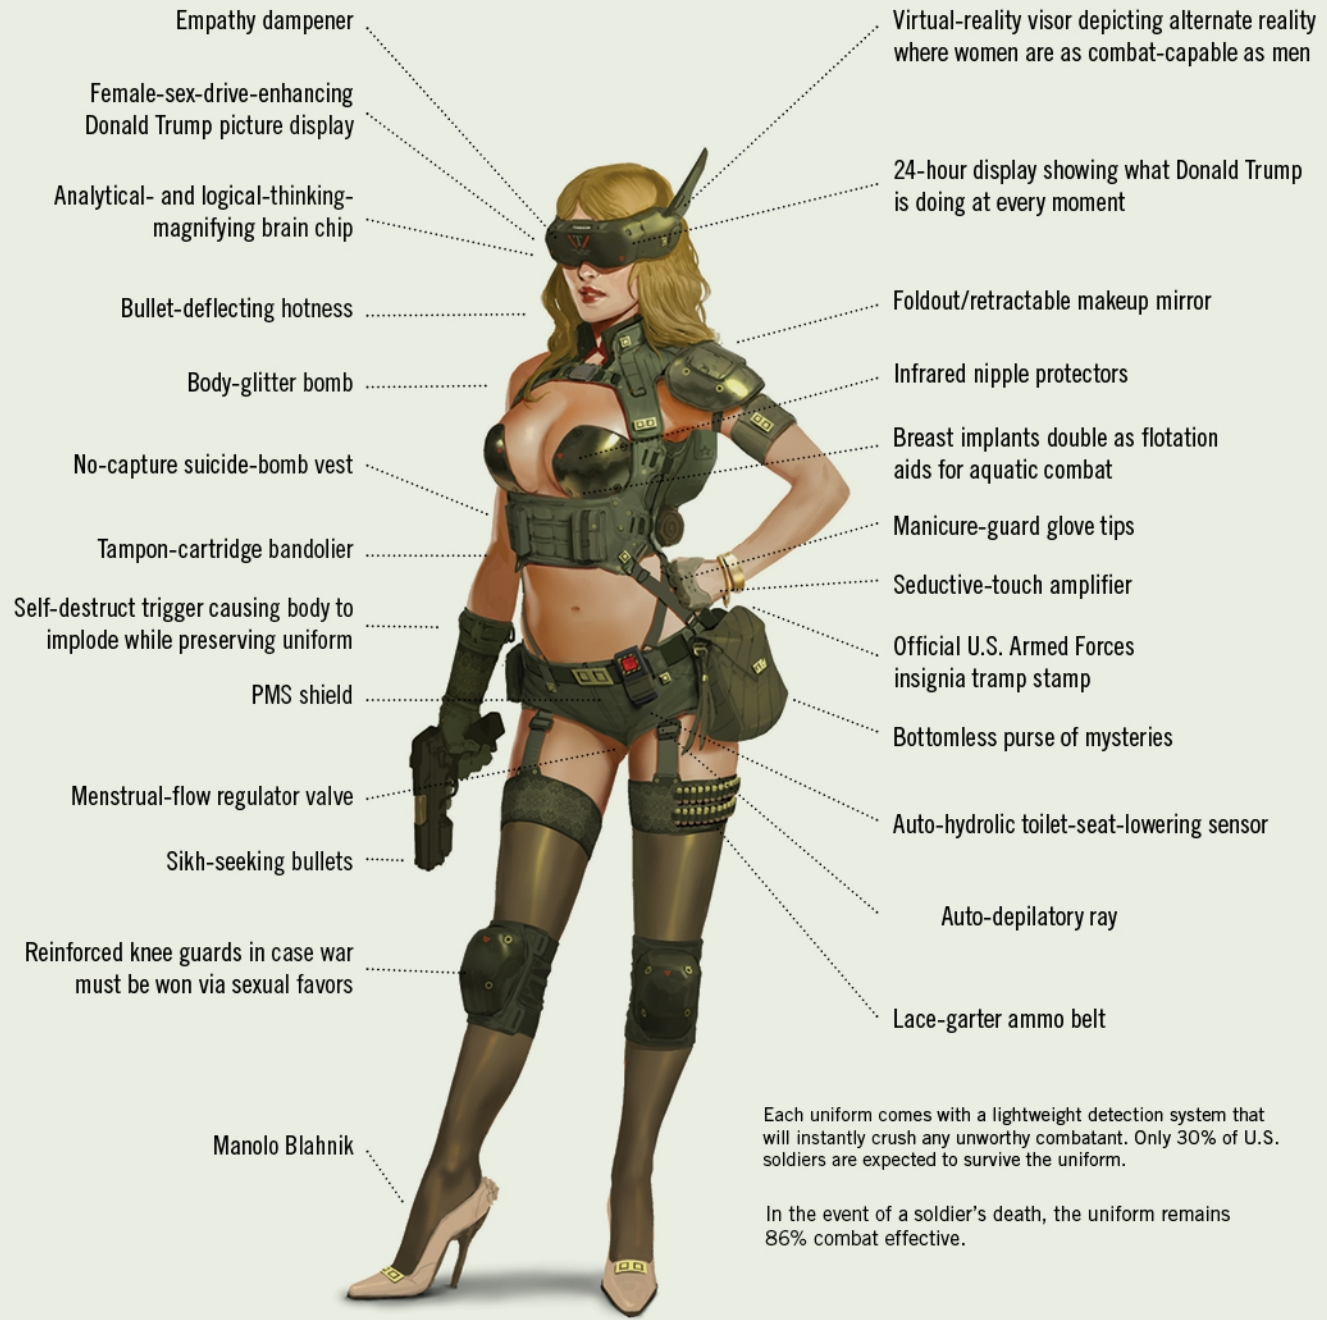 Empathy dampener
Female-sex-drive-enhancing
Donald Trump picture display
Analytical- and logical-thinking-
magnifying brain chip
Bullet-deflecting hotness
Body-glitter bomb
No-capture suicide-bomb vest
Tampon-cartridge bandolier
Self-destruct trigger causing body to
implode while preserving uniform
PMS shield
Menstrual-flow regulator valve
Sikh-seeking bullets
Reinforced knee guards in case war
must be won via sexual favors
Manolo Blahnik
Virtual-reality visor depicting alternate reality
where women are as combat-capable as men
24-hour display showing what Donald Trump
is doing at every moment
Foldout/retractable makeup mirror
Infrared nipple protectors
Breast implants double as flotation
aids for aquatic combat
Manicure-guard glove tips
Seductive-touch amplifier
Official U.S. Armed Forces
insignia tramp stamp
Bottomless purse of mysteries
Auto-hydrolic toilet-seat-lowering sensor
Auto-depilatory ray
Lace-garter ammo belt
Each uniform comes with a lightweight detection system that
will instantly crush any unworthy combatant. Only 30% of U.S.
soldiers are expected to survive the uniform.
In the event of a soldier's death, the uniform remains
86% combat effective.